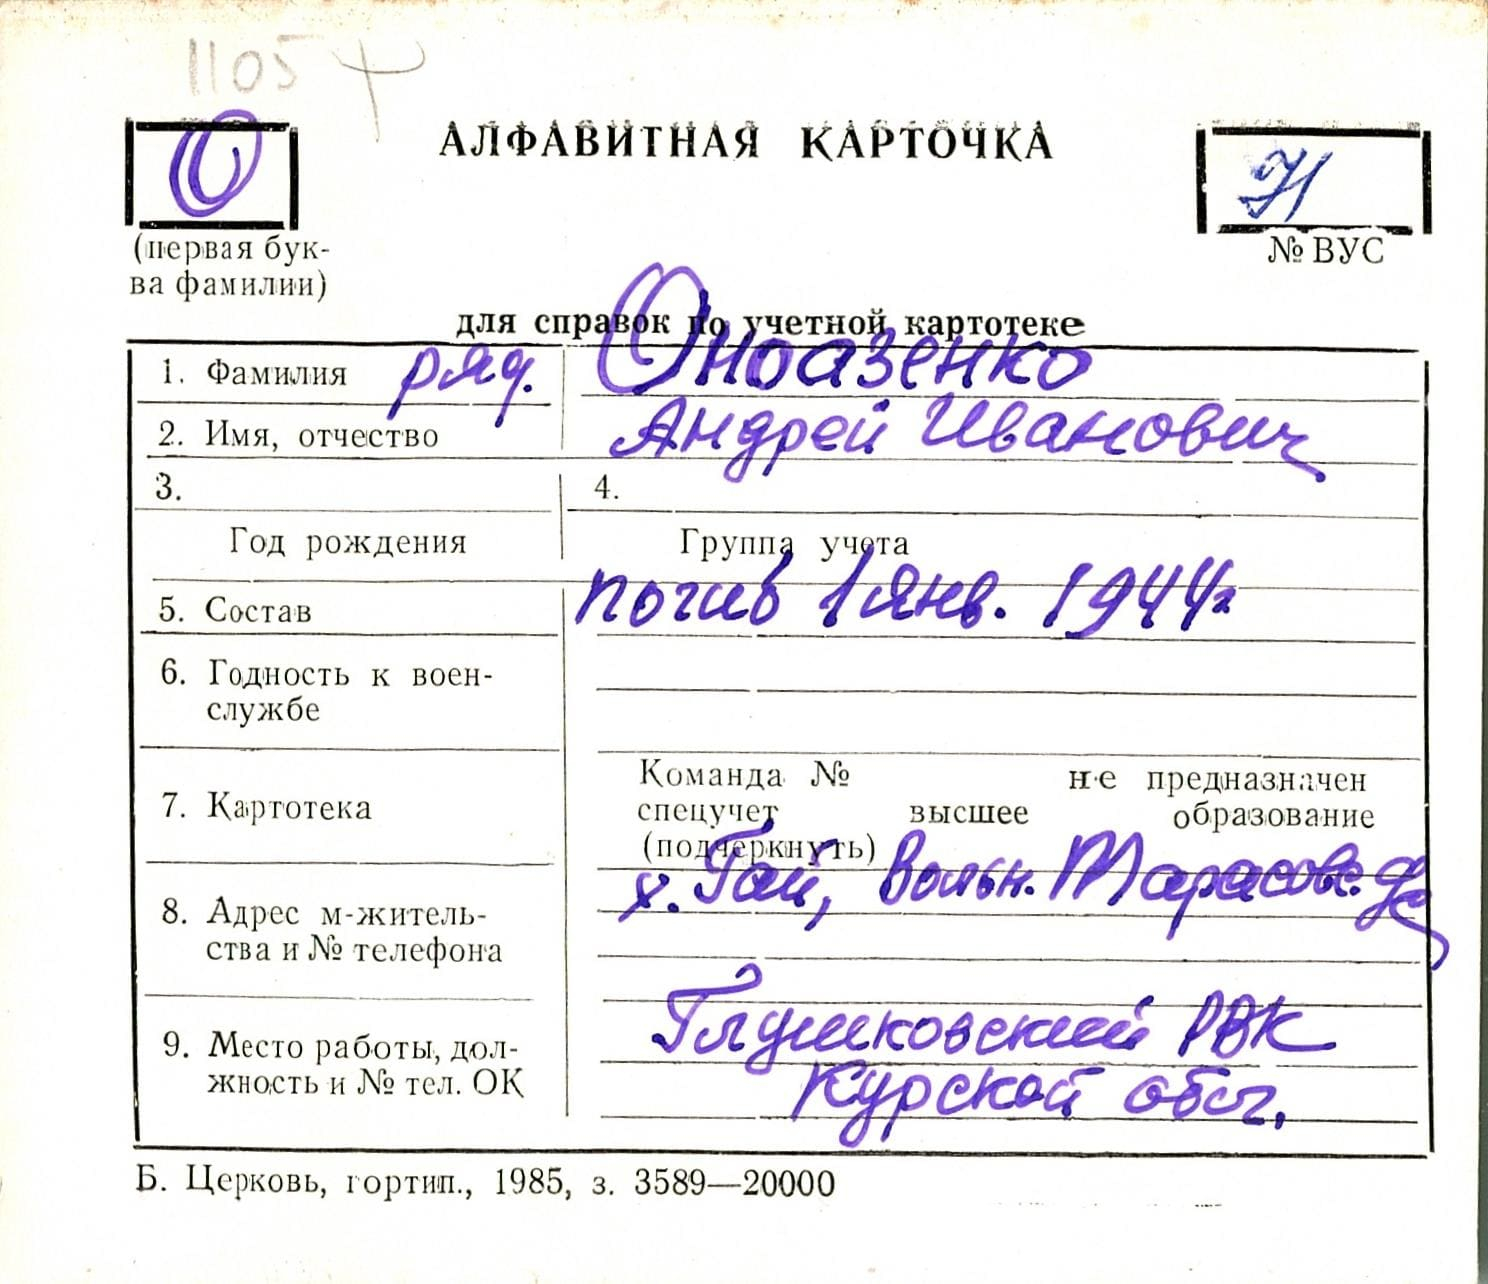 1105
О
АЛФАВИТНАЯ КАРТОЧКА
(первая бук-
ва фамилии)
№ ВУС
для справок по учетной картотеке
1. Фамилия ряд. Оноазенко
2. Имя, отчество Андрей Иванович
3. 4.
Год рождения Группа учета
5. Состав погиб 1 янв. 1944г
6. Годность к воен-
службе
Команда № не предназначен
7. Картотека спецучет высшее образование
(подчеркнуть)
х. Гай, Вольн. Тарасовс.
8. Адрес м-житель-
ства и № телефона
Глушковский РВК
9. Место работы, дол-
жность и № тел. ОК Курской обл.
Б. Церковь, гортип., 1985, з. 3589—20000